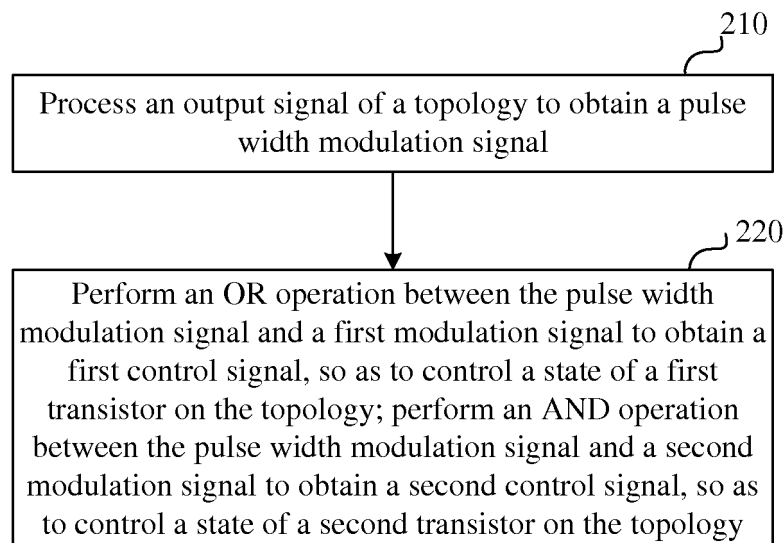 210
Process an output signal of a topology to obtain a pulse
width modulation signal
220
Perform an OR operation between the pulse width
modulation signal and a first modulation signal to obtain a
first control signal, so as to control a state of a first
transistor on the topology; perform an AND operation
between the pulse width modulation signal and a second
modulation signal to obtain a second control signal, so as
to control a state of a second transistor on the topology